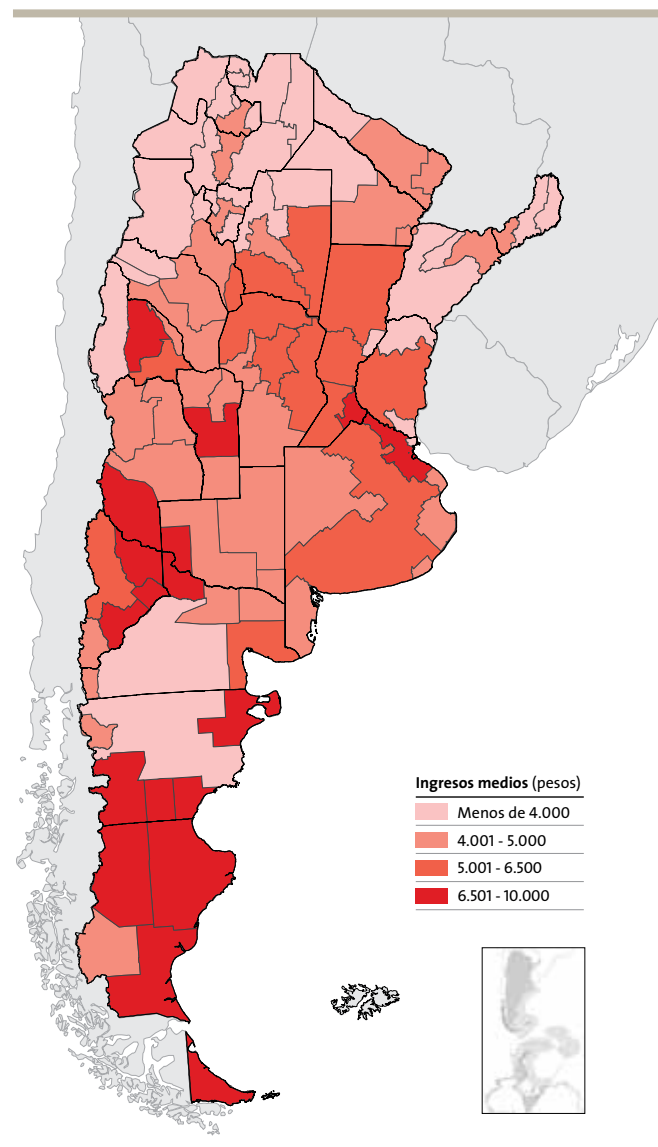 Ingresos medios (pesos)
Menos de 4.000
4.001 - 5.000
5.001 - 6.500
6.501 - 10.000